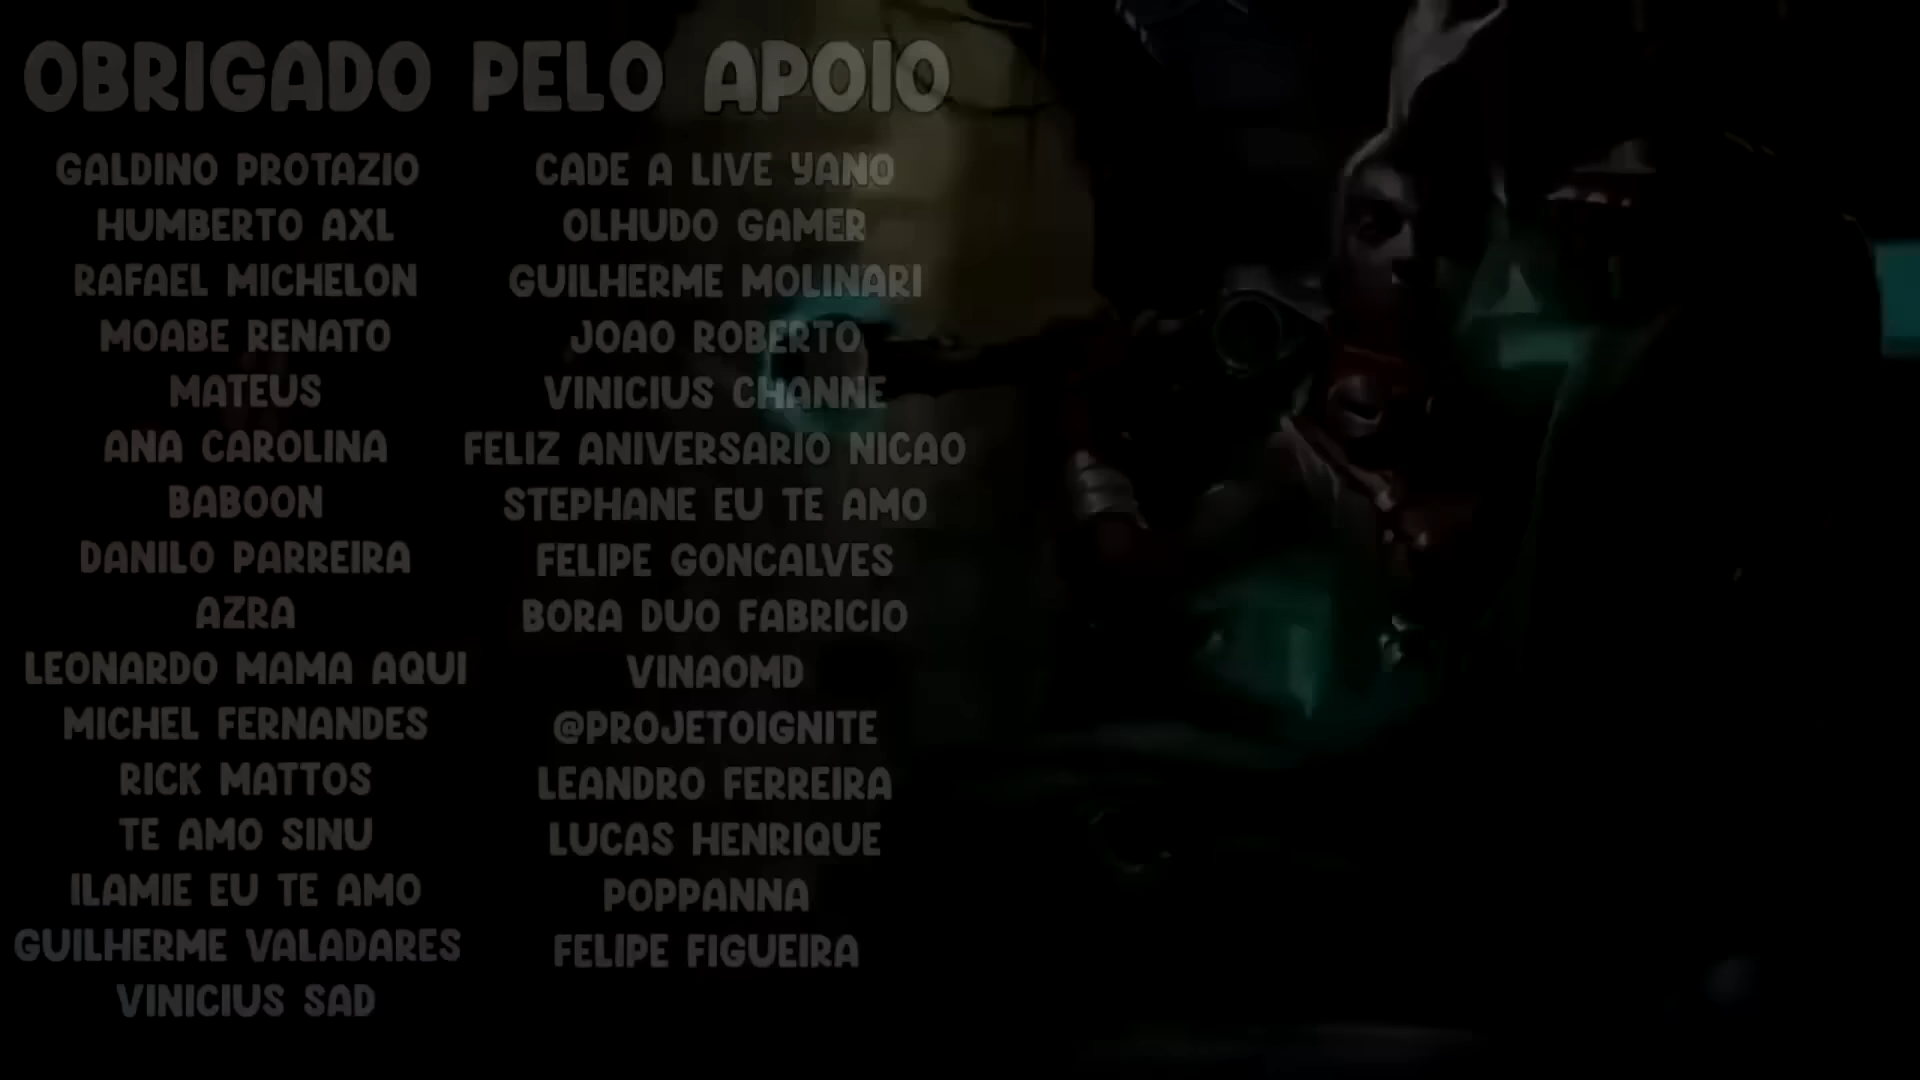 OBRIGADO PELO APOIO
GALDINO PROTAZIO
HUMBERTO AXL
RAFAEL MICHELON
MOABE RENATO
MATEUS
ANA CAROLINA
BABOON
DANILO PARREIRA
AZRA
LEONARDO MAMA AQUI
MICHEL FERNANDES
RICK MATTOS
TE AMO SINU
ILAMIE EU TE AMO
GUILHERME VALADARES
VINICIUS SAD
CADE A LIVE YANO
OLHUDO GAMER
GUILHERME MOLINARI
JOAO ROBERTO
VINICIUS CHANNE
FELIZ ANIVERSARIO NICAO
STEPHANE EU TE AMO
FELIPE GONCALVES
BORA DUO FABRICIO
VINAOMD
@PROJETOIGNITE
LEANDRO FERREIRA
LUCAS HENRIQUE
POPPANNA
FELIPE FIGUEIRA